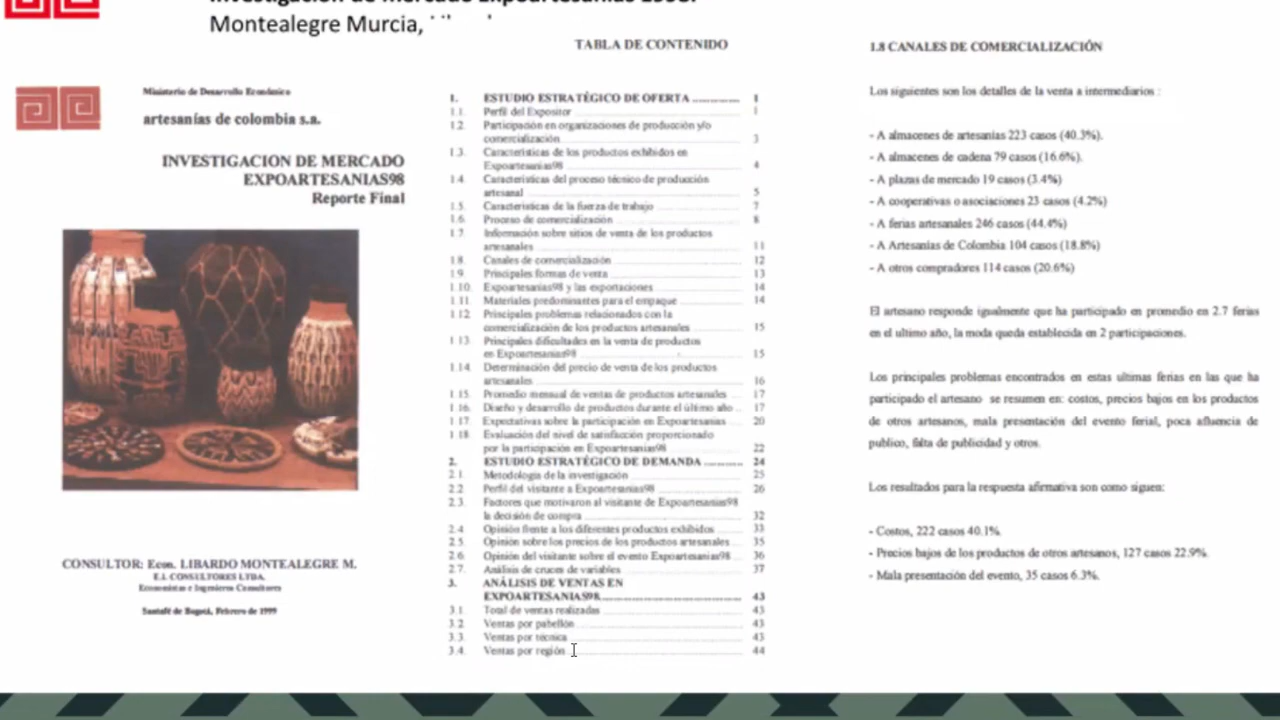 Investigación de mercado Expoartesanías 1998.
Montealegre Murcia,
Ministerio de Desarrollo Económico
artesanías de colombia s.a.
INVESTIGACION DE MERCADO
EXPOARTESANIAS98
Reporte Final
CONSULTOR: Econ. LIBARDO MONTEALEGRE M.
E.I. CONSULTORES LTDA.
Economistas e Ingenieros Consultores
Santafé de Bogotá, Febrero de 1999
TABLA DE CONTENIDO
1. ESTUDIO ESTRATÉGICO DE OFERTA 1
1.1. Perfil del Expositor 1
1.2. Participación en organizaciones de producción y/o
comercialización 3
1.3. Características de los productos exhibidos en
Expoartesanías98 4
1.4. Características del proceso técnico de producción
artesanal 5
1.5. Características de la fuerza de trabajo 7
1.6. Proceso de comercialización 8
1.7. Información sobre sitios de venta de los productos
artesanales 11
1.8. Canales de comercialización 12
1.9. Principales formas de venta 13
1.10. Expoartesanías98 y las exportaciones 14
1.11. Materiales predominantes para el empaque 14
1.12. Principales problemas relacionados con la
comercialización de los productos artesanales 15
1.13. Principales dificultades en la venta de productos
en Expoartesanías98 15
1.14. Determinación del precio de venta de los productos
artesanales 16
1.15. Promedio mensual de ventas de productos artesanales 17
1.16. Diseño y desarrollo de productos durante el último año 17
1.17. Expectativas sobre la participación en Expoartesanías 20
1.18. Evaluación del nivel de satisfacción proporcionado
por la participación en Expoartesanías98 22
2. ESTUDIO ESTRATÉGICO DE DEMANDA 24
2.1. Metodología de la investigación 25
2.2. Perfil del visitante a Expoartesanías98 26
2.3. Factores que motivaron al visitante de Expoartesanías98
la decisión de compra 32
2.4. Opinión frente a los diferentes productos exhibidos 33
2.5. Opinión sobre los precios de los productos artesanales 35
2.6. Opinión del visitante sobre el evento Expoartesanías98 36
2.7. Análisis de cruces de variables 37
3. ANÁLISIS DE VENTAS EN
EXPOARTESANÍAS98 43
3.1. Total de ventas realizadas 43
3.2. Ventas por pabellón 43
3.3. Ventas por técnica 43
3.4. Ventas por región 44
1.8 CANALES DE COMERCIALIZACIÓN
Los siguientes son los detalles de la venta a intermediarios :
- A almacenes de artesanías 223 casos (40.3%).
- A almacenes de cadena 79 casos (16.6%).
- A plazas de mercado 19 casos (3.4%)
- A cooperativas o asociaciones 23 casos (4.2%)
- A ferias artesanales 246 casos (44.4%)
- A Artesanías de Colombia 104 casos (18.8%)
- A otros compradores 114 casos (20.6%)
El artesano responde igualmente que ha participado en promedio en 2.7 ferias
en el ultimo año, la moda queda establecida en 2 participaciones.
Los principales problemas encontrados en estas ultimas ferias en las que ha
participado el artesano se resumen en: costos, precios bajos en los productos
de otros artesanos, mala presentación del evento ferial, poca afluencia de
publico, falta de publicidad y otros.
Los resultados para la respuesta afirmativa son como siguen:
- Costos, 222 casos 40.1%.
- Precios bajos de los productos de otros artesanos, 127 casos 22.9%.
- Mala presentación del evento, 35 casos 6.3%.